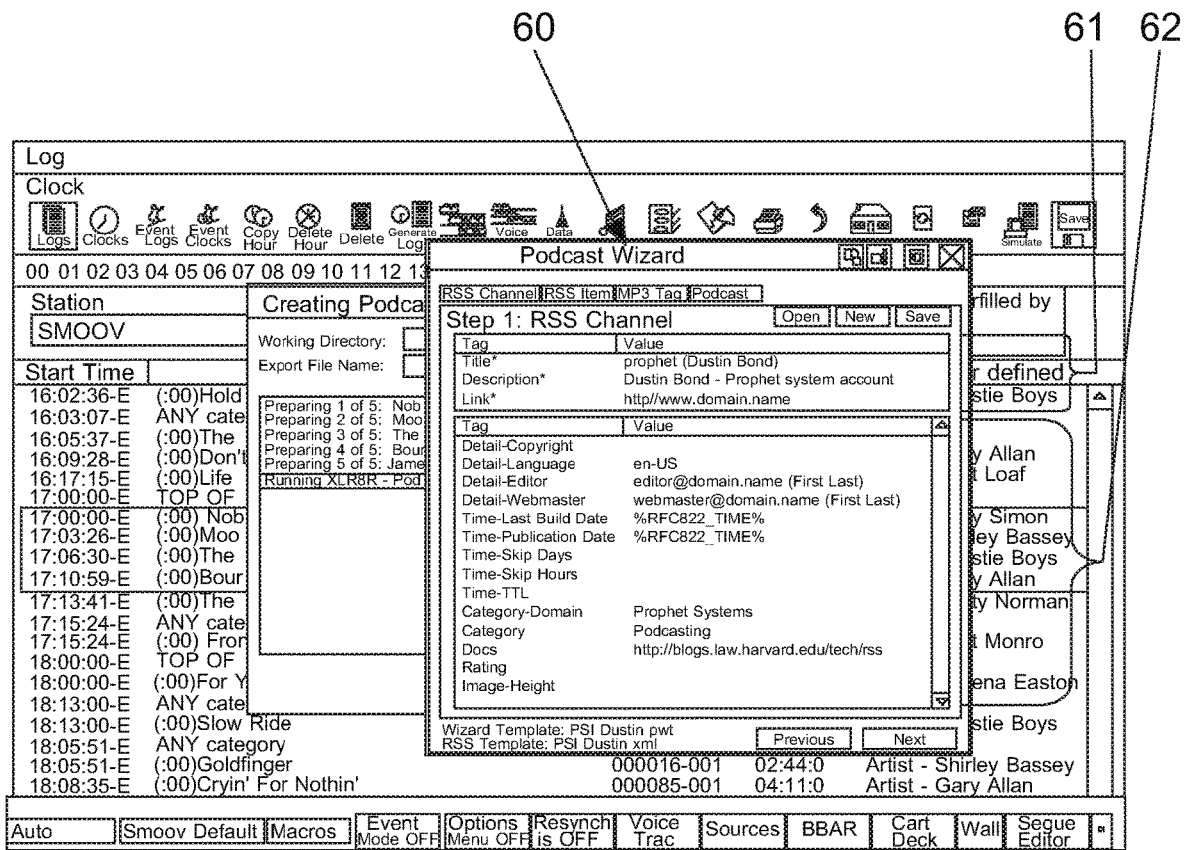 60 61 62
Log
Clock
Logs Clocks Event Logs Event Clocks Copy Hour Delete Hour Delete Generate Log Voice Data Simulate Save
00 01 02 03 04 05 06 07 08 09 10 11 12 13
Station
SMOOV
Creating Podca
Working Directory:
Export File Name:
Preparing 1 of 5: Nob
Preparing 2 of 5: Moo
Preparing 3 of 5: The
Preparing 4 of 5: Bour
Preparing 5 of 5: Jame
Running XLR8R - Pod
Podcast Wizard
RSS Channel RSS Item MP3 Tag Podcast
Step 1: RSS Channel Open New Save
Tag Value
Title* prophet (Dustin Bond)
Description* Dustin Bond - Prophet system account
Link* http//www.domain.name
Tag Value
Detail-Copyright
Detail-Language en-US
Detail-Editor editor@domain.name (First Last)
Detail-Webmaster webmaster@domain.name (First Last)
Time-Last Build Date %RFC822_TIME%
Time-Publication Date %RFC822_TIME%
Time-Skip Days
Time-Skip Hours
Time-TTL
Category-Domain Prophet Systems
Category Podcasting
Docs http://blogs.law.harvard.edu/tech/rss
Rating
Image-Height
Wizard Template: PSI Dustin pwt
RSS Template: PSI Dustin xml
Previous Next
rfilled by
Start Time r defined
16:02:36-E (:00)Hold stie Boys
16:03:07-E ANY cate
16:05:37-E (:00)The
16:09:28-E (:00)Don't y Allan
16:17:15-E (:00)Life t Loaf
17:00:00-E TOP OF
17:00:00-E (:00) Nob y Simon
17:03:26-E (:00)Moo ley Bassey
17:06:30-E (:00)The stie Boys
17:10:59-E (:00)Bour y Allan
17:13:41-E (:00)The ty Norman
17:15:24-E ANY cate
17:15:24-E (:00) Fron t Monro
18:00:00-E TOP OF
18:00:00-E (:00)For Y ena Easton
18:13:00-E ANY cate
18:13:00-E (:00)Slow Ride stie Boys
18:05:51-E ANY category
18:05:51-E (:00)Goldfinger 000016-001 02:44:0 Artist - Shirley Bassey
18:08:35-E (:00)Cryin' For Nothin' 000085-001 04:11:0 Artist - Gary Allan
Auto Smoov Default Macros Event Mode OFF Options Menu OFF Resynch is OFF Voice Trac Sources BBAR Cart Deck Wall Segue Editor